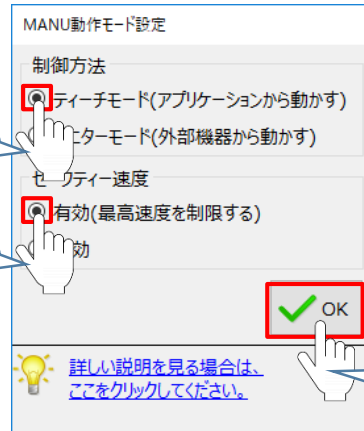 MANU動作モード設定
制御方法
ティーチモード(アプリケーションから動かす)
ニターモード(外部機器から動かす)
セーフティー速度
有効(最高速度を制限する)
効
OK
詳しい説明を見る場合は、
ここをクリックしてください。